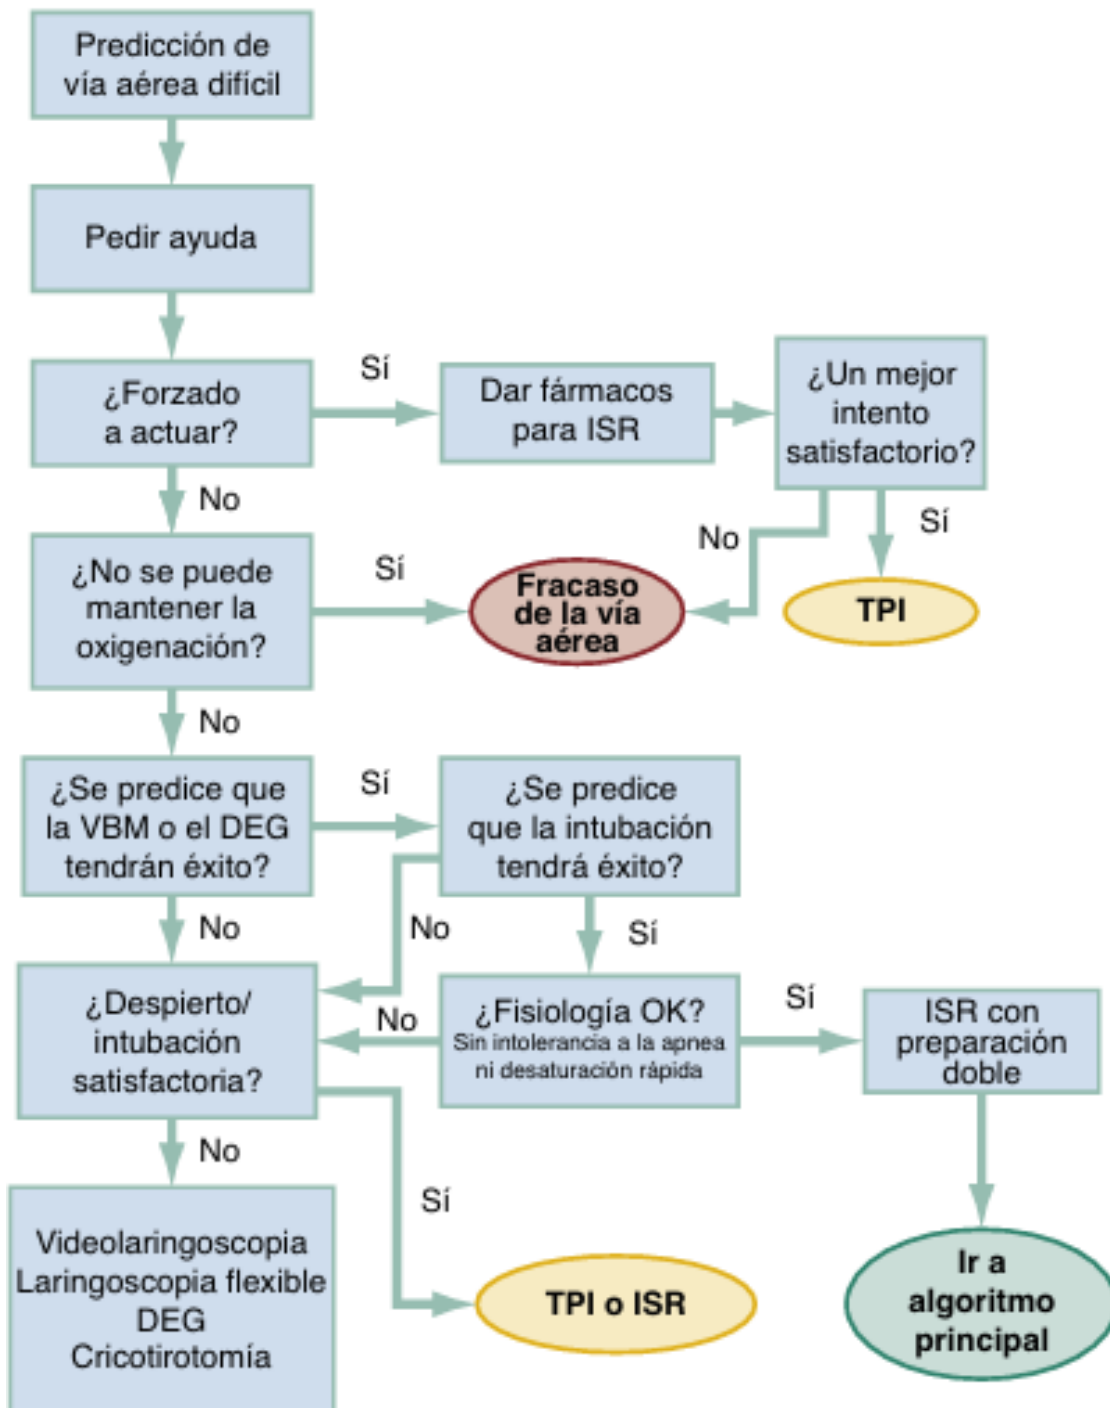 Predicción de
vía aérea difícil
Pedir ayuda
¿Forzado
a actuar?
Sí
Dar fármacos
para ISR
¿Un mejor
intento
satisfactorio?
No
No
Sí
¿No se puede
mantener la
oxigenación?
Sí
Fracaso
de la vía
aérea
TPI
No
¿Se predice que
la VBM o el DEG
tendrán éxito?
Sí
¿Se predice
que la intubación
tendrá éxito?
No
No
Sí
¿Despierto/
intubación
satisfactoria?
No
¿Fisiología OK?
Sin intolerancia a la apnea
ni desaturación rápida
Sí
ISR con
preparación
doble
No
Sí
Videolaringoscopia
Laringoscopia flexible
DEG
Cricotirotomía
TPI o ISR
Ir a
algoritmo
principal